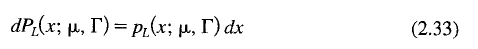 dP_L(x; μ, Γ) = p_L(x; μ, Γ) dx (2.33)